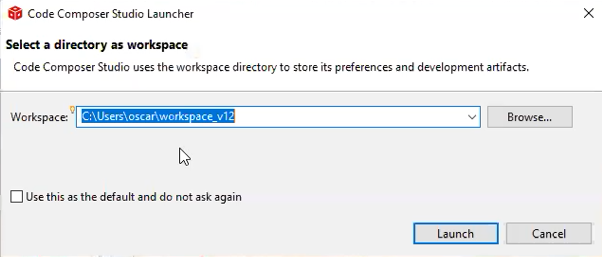 Code Composer Studio Launcher
Select a directory as workspace
Code Composer Studio uses the workspace directory to store its preferences and development artifacts.
Workspace: C:\Users\oscar\workspace_v12 Browse...
Use this as the default and do not ask again
Launch Cancel